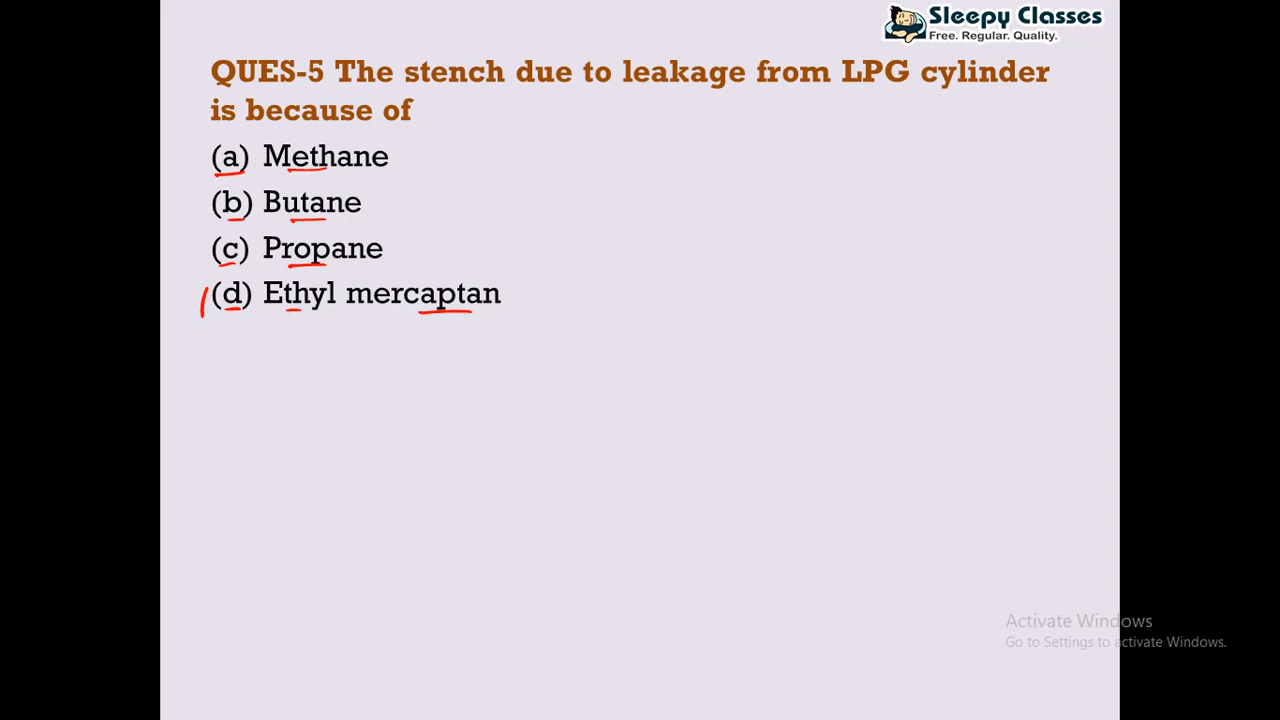 Sleepy Classes
Free. Regular. Quality.
QUES-5 The stench due to leakage from LPG cylinder
is because of
(a) Methane
(b) Butane
(c) Propane
(d) Ethyl mercaptan
Activate Windows
Go to Settings to activate Windows.